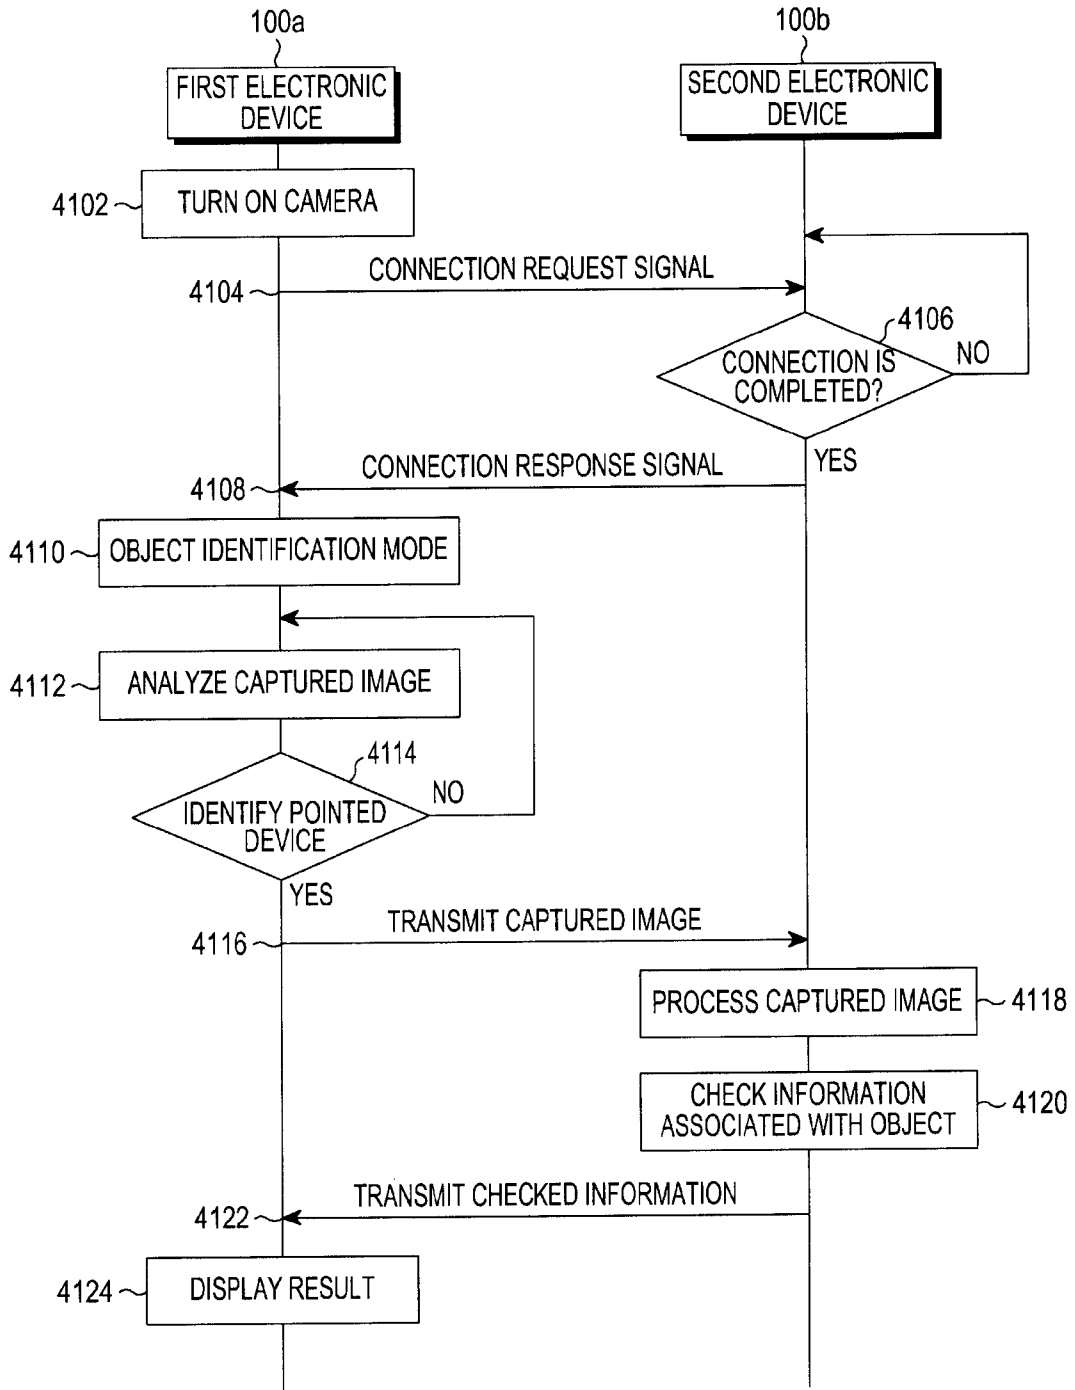 100a
100b
FIRST ELECTRONIC
DEVICE
SECOND ELECTRONIC
DEVICE
4102
TURN ON CAMERA
CONNECTION REQUEST SIGNAL
4104
4106
CONNECTION IS
COMPLETED?
NO
YES
CONNECTION RESPONSE SIGNAL
4108
4110
OBJECT IDENTIFICATION MODE
4112
ANALYZE CAPTURED IMAGE
4114
IDENTIFY POINTED
DEVICE
NO
YES
TRANSMIT CAPTURED IMAGE
4116
PROCESS CAPTURED IMAGE
4118
CHECK INFORMATION
ASSOCIATED WITH OBJECT
4120
TRANSMIT CHECKED INFORMATION
4122
4124
DISPLAY RESULT